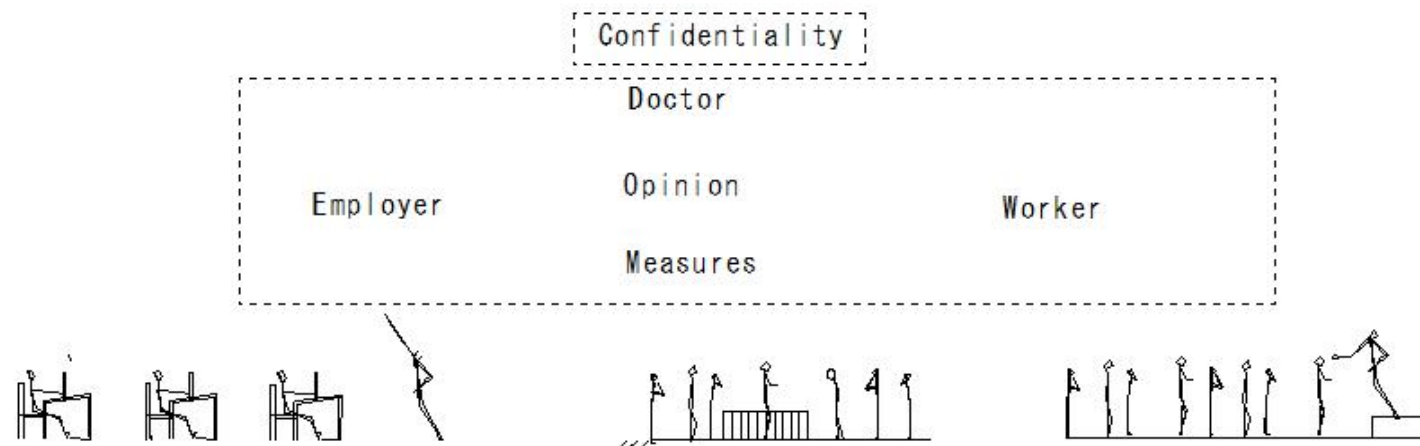 Confidentiality
Doctor
Opinion
Employer
Worker
Measures